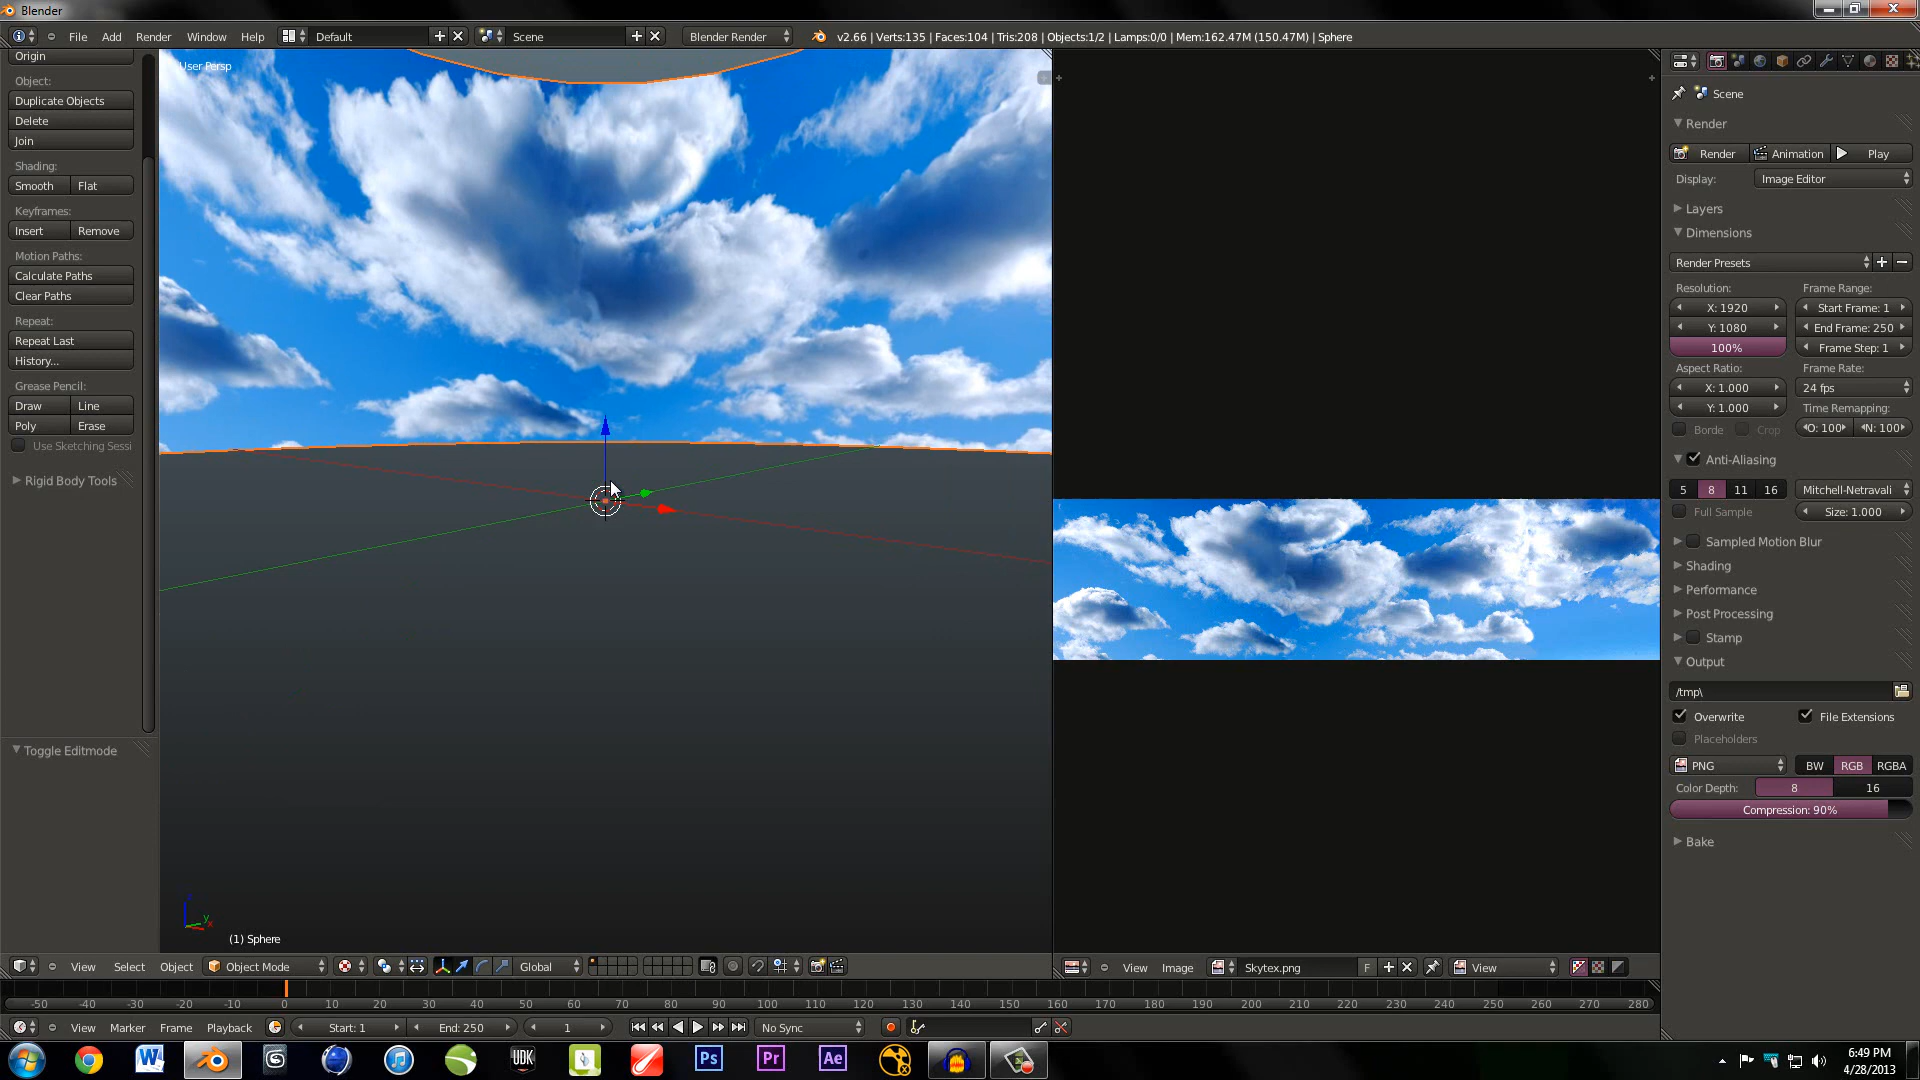 Blender
File Add Render Window Help Default Scene Blender Render v2.66 | Verts:135 | Faces:104 | Tris:208 | Objects:1/2 | Lamps:0/0 | Mem:162.47M (150.47M) | Sphere
Origin
Object:
Duplicate Objects
Delete
Join
Shading:
Smooth Flat
Keyframes:
Insert Remove
Motion Paths:
Calculate Paths
Clear Paths
Repeat:
Repeat Last
History...
Grease Pencil:
Draw Line
Poly Erase
Use Sketching Sessi
Rigid Body Tools
Toggle Editmode
User Persp
y
x
(1) Sphere
View Select Object Object Mode Global
View Image Skytex.png F View
Scene
Render
Render Animation Play
Display: Image Editor
Layers
Dimensions
Render Presets
Resolution: Frame Range:
X: 1920 Start Frame: 1
Y: 1080 End Frame: 250
100% Frame Step: 1
Aspect Ratio: Frame Rate:
X: 1.000 24 fps
Y: 1.000 Time Remapping:
Borde Crop O: 100 N: 100
Anti-Aliasing
5 8 11 16 Mitchell-Netravali
Full Sample Size: 1.000
Sampled Motion Blur
Shading
Performance
Post Processing
Stamp
Output
/tmp\
Overwrite File Extensions
Placeholders
PNG BW RGB RGBA
Color Depth: 8 16
Compression: 90%
Bake
-50 -40 -30 -20 -10 0 10 20 30 40 50 60 70 80 90 100 110 120 130 140 150 160 170 180 190 200 210 220 230 240 250 260 270 280
View Marker Frame Playback Start: 1 End: 250 1 No Sync
W UDK Ps Pr Ae
6:49 PM
4/28/2013